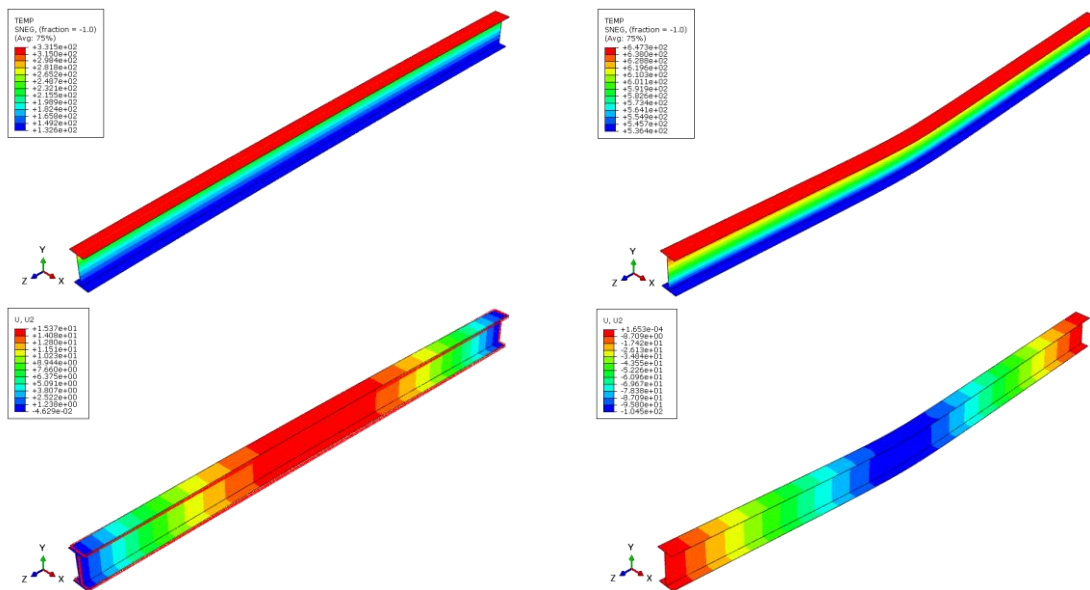 TEMP
SNEG, (fraction = -1.0)
(Avg: 75%)
+3.315e+02
+3.150e+02
+2.984e+02
+2.818e+02
+2.652e+02
+2.487e+02
+2.321e+02
+2.155e+02
+1.989e+02
+1.824e+02
+1.658e+02
+1.492e+02
+1.326e+02
Y
Z
X
TEMP
SNEG, (fraction = -1.0)
(Avg: 75%)
+6.473e+02
+6.380e+02
+6.288e+02
+6.196e+02
+6.103e+02
+6.011e+02
+5.919e+02
+5.826e+02
+5.734e+02
+5.641e+02
+5.549e+02
+5.457e+02
+5.364e+02
Y
Z
X
U, U2
+1.537e+01
+1.408e+01
+1.280e+01
+1.151e+01
+1.023e+01
+8.944e+00
+7.660e+00
+6.375e+00
+5.091e+00
+3.807e+00
+2.522e+00
+1.238e+00
-4.629e-02
Y
Z
X
U, U2
+1.653e-04
-8.709e+00
-1.742e+01
-2.613e+01
-3.484e+01
-4.355e+01
-5.226e+01
-6.096e+01
-6.967e+01
-7.838e+01
-8.709e+01
-9.580e+01
-1.045e+02
Y
Z
X